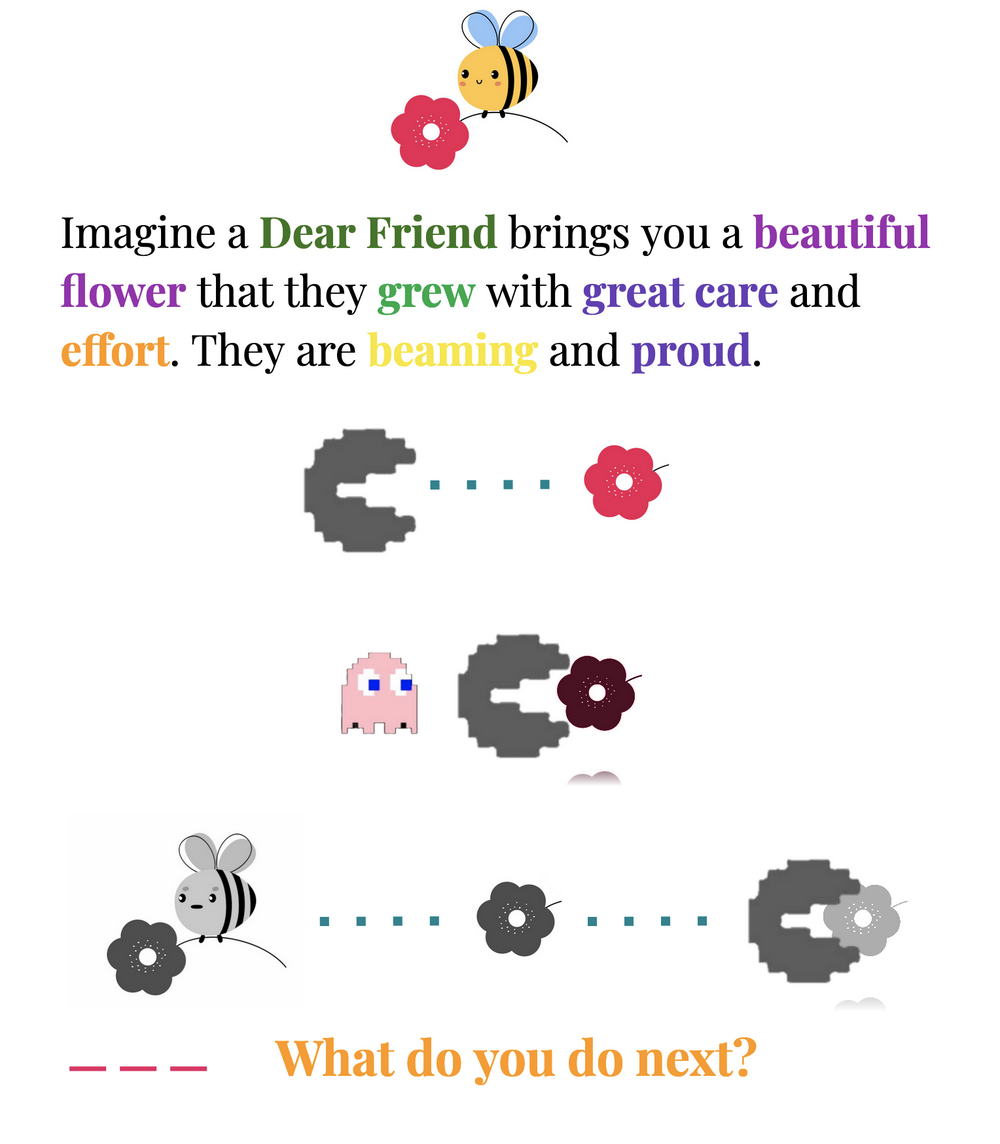 Imagine a Dear Friend brings you a beautiful
flower that they grew with great care and
effort. They are beaming and proud.
What do you do next?